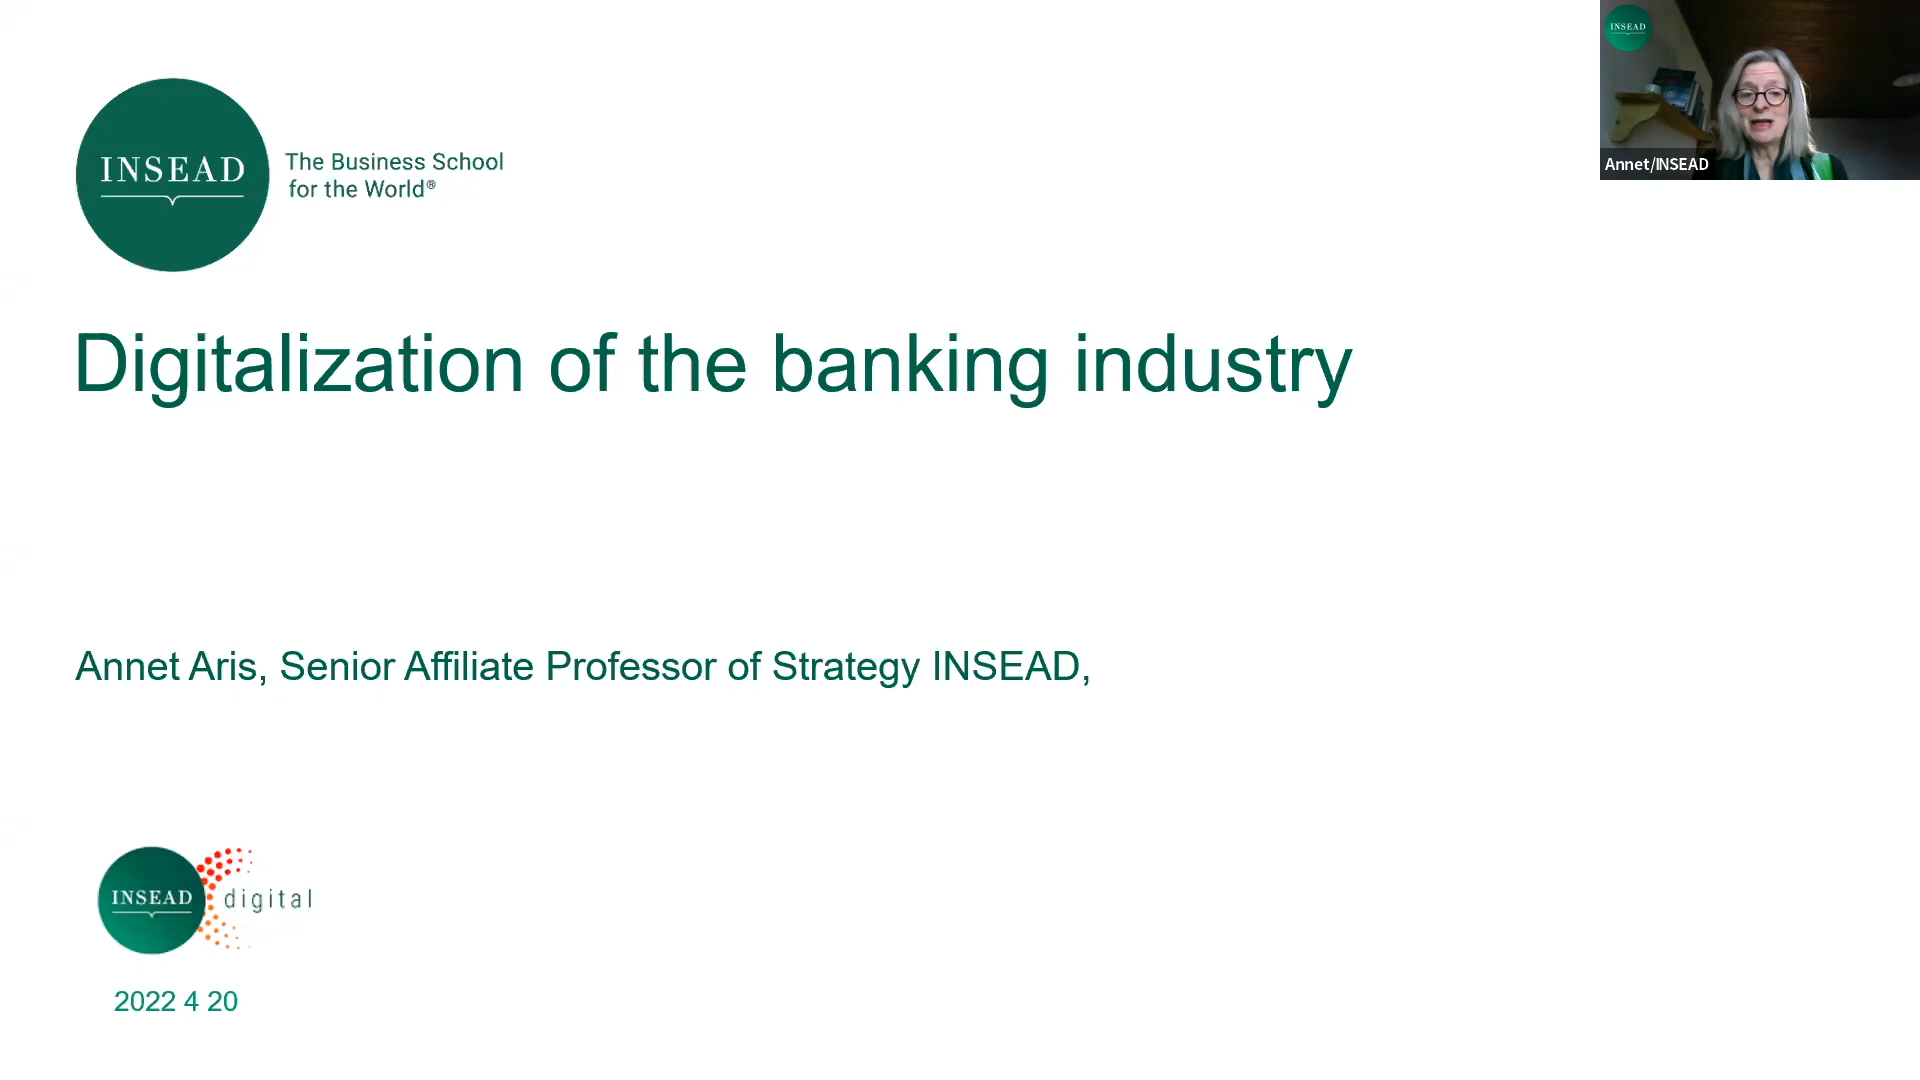 INSEAD
The Business School
for the World®
INSEAD
Annet/INSEAD
Digitalization of the banking industry
Annet Aris, Senior Affiliate Professor of Strategy INSEAD,
INSEAD
digital
2022 4 20